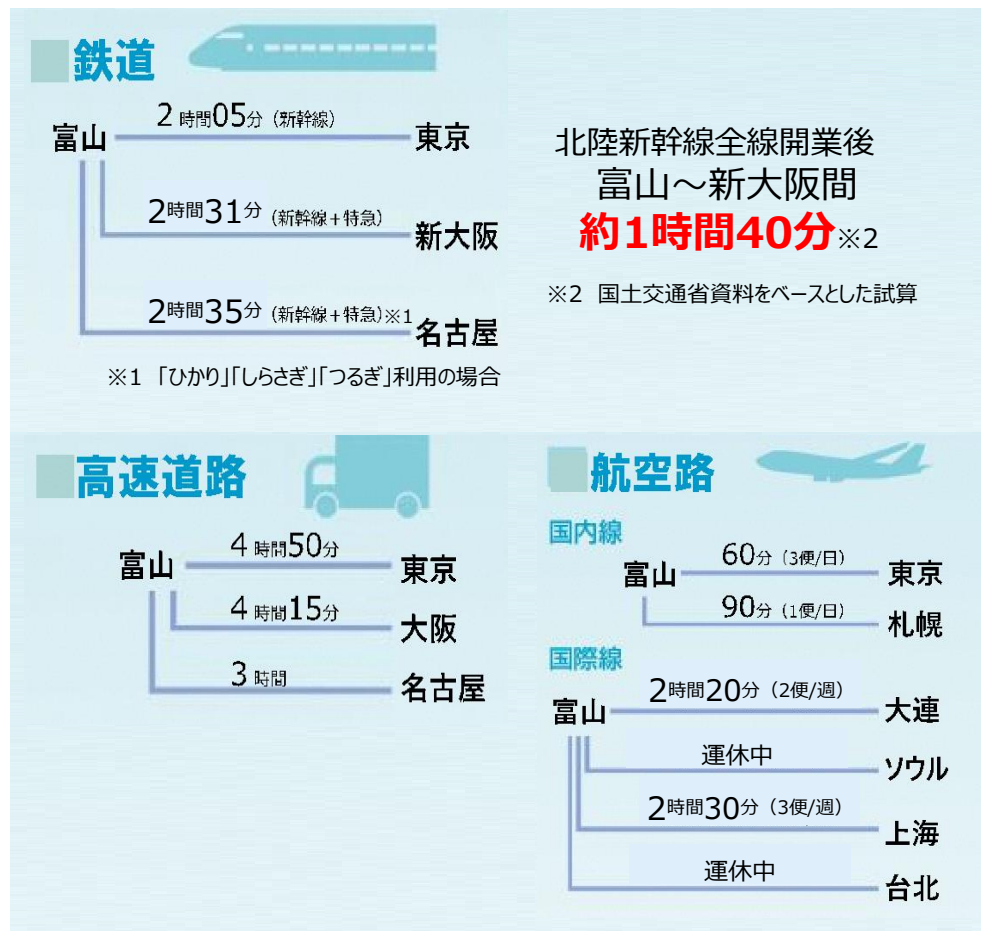 鉄道
富山 2時間05分（新幹線） 東京
2時間31分（新幹線+特急） 新大阪
2時間35分（新幹線+特急）※1 名古屋
※1 「ひかり」「しらさぎ」「つるぎ」利用の場合
北陸新幹線全線開業後
富山～新大阪間
約1時間40分※2
※2 国土交通省資料をベースとした試算
高速道路
富山 4時間50分 東京
4時間15分 大阪
3時間 名古屋
航空路
国内線
富山 60分（3便/日） 東京
90分（1便/日） 札幌
国際線
富山 2時間20分（2便/週） 大連
運休中 ソウル
2時間30分（3便/週） 上海
運休中 台北